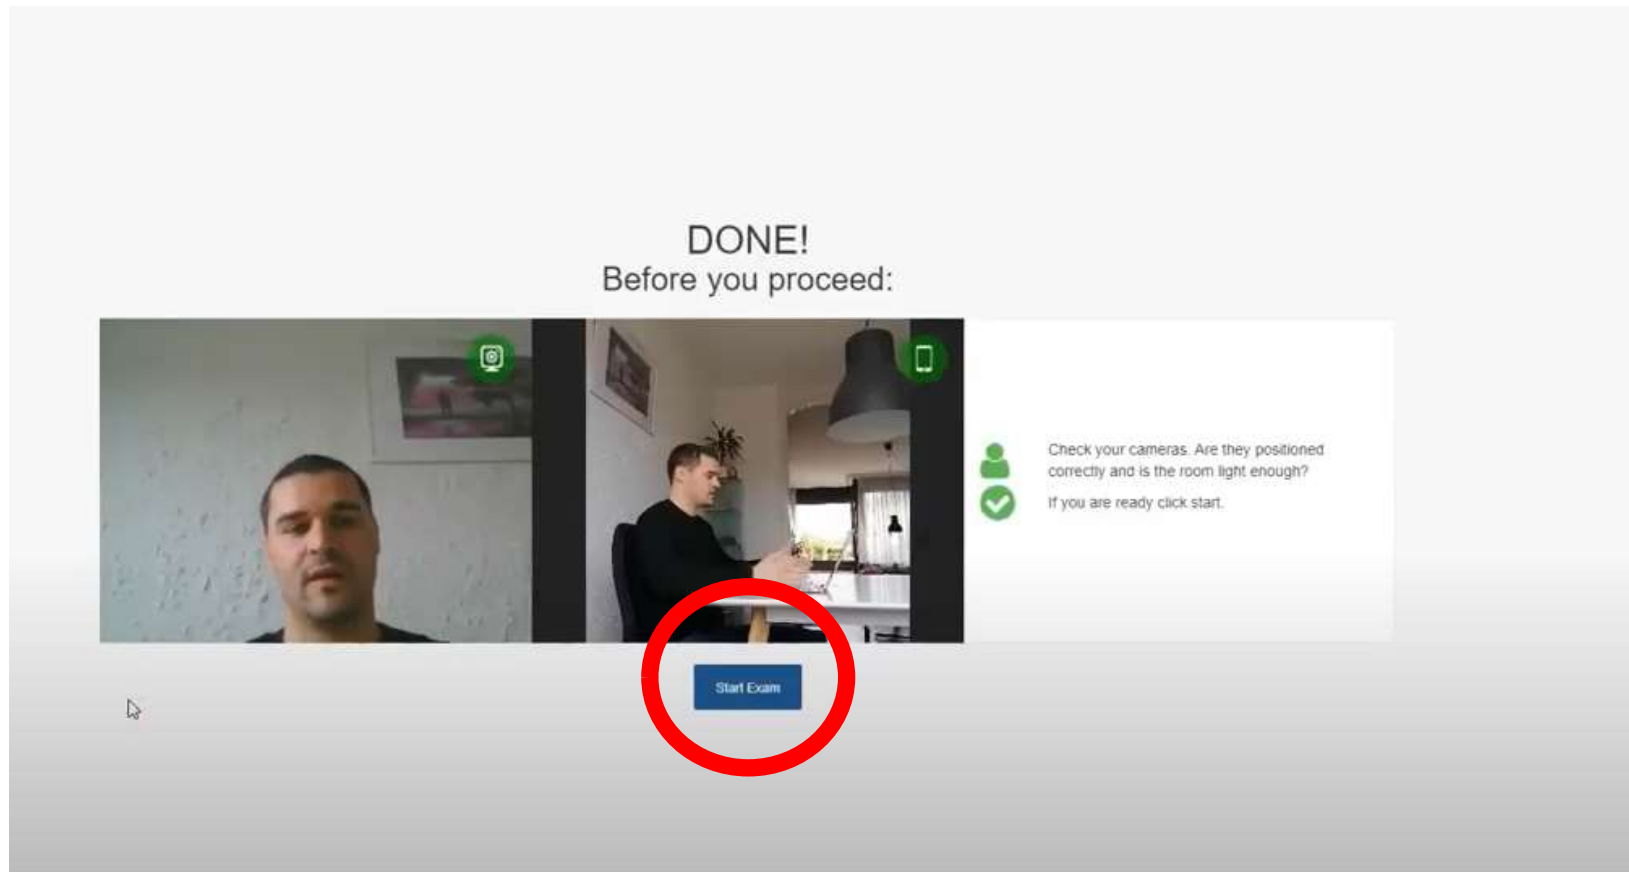 DONE!
Before you proceed:
Check your cameras. Are they positioned
correctly and is the room light enough?
If you are ready click start.
Start Exam